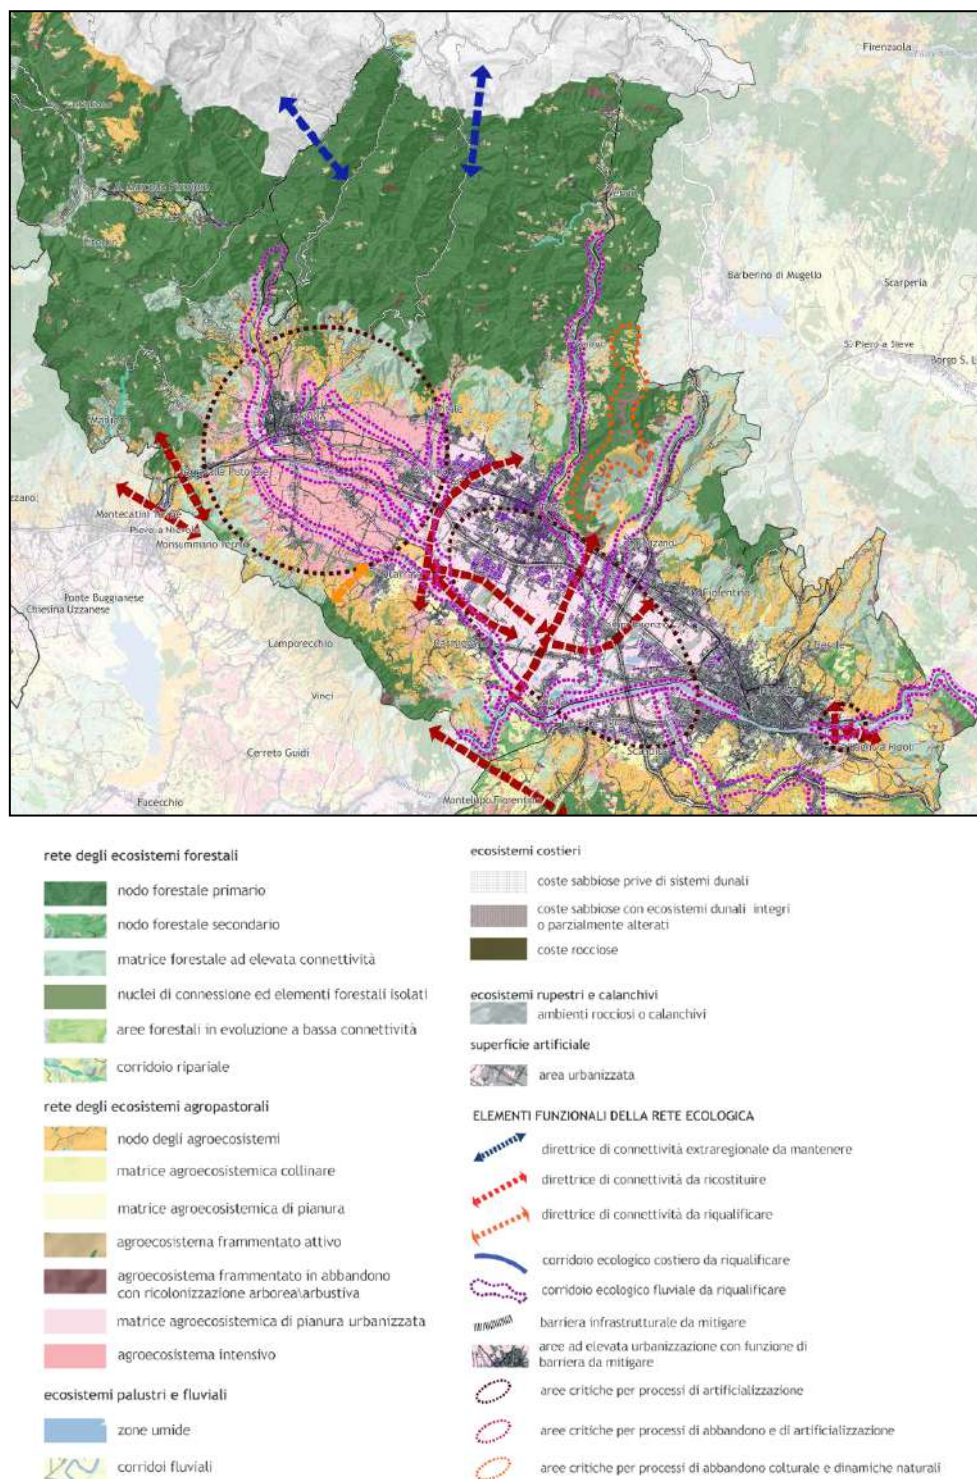 Firenzuola
Vernio
Barberino di Mugello
Scarperia
S. Piero a Sieve
Borgo S. L
Montecatini Terme
Pieve a Nievole
Monsummano Terme
Ponte Buggianese
Chiesina Uzzanese
Lamporecchio
Vinci
Cerreto Guidi
Fucecchio
Montelupo Fiorentino
rete degli ecosistemi forestali
nodo forestale primario
nodo forestale secondario
matrice forestale ad elevata connettività
nuclei di connessione ed elementi forestali isolati
aree forestali in evoluzione a bassa connettività
corridoio ripariale
rete degli ecosistemi agropastorali
nodo degli agroecosistemi
matrice agroecosistemica collinare
matrice agroecosistemica di pianura
agroecosistema frammentato attivo
agroecosistema frammentato in abbandono
con ricolonizzazione arborea\arbustiva
matrice agroecosistemica di pianura urbanizzata
agroecosistema intensivo
ecosistemi palustri e fluviali
zone umide
corridoi fluviali
ecosistemi costieri
coste sabbiose prive di sistemi dunali
coste sabbiose con ecosistemi dunali integri
o parzialmente alterati
coste rocciose
ecosistemi rupestri e calanchivi
ambienti rocciosi o calanchivi
superficie artificiale
area urbanizzata
ELEMENTI FUNZIONALI DELLA RETE ECOLOGICA
direttrice di connettività extraregionale da mantenere
direttrice di connettività da ricostituire
direttrice di connettività da riqualificare
corridoio ecologico costiero da riqualificare
corridoio ecologico fluviale da riqualificare
barriera infrastrutturale da mitigare
aree ad elevata urbanizzazione con funzione di
barriera da mitigare
aree critiche per processi di artificializzazione
aree critiche per processi di abbandono e di artificializzazione
aree critiche per processi di abbandono colturale e dinamiche naturali